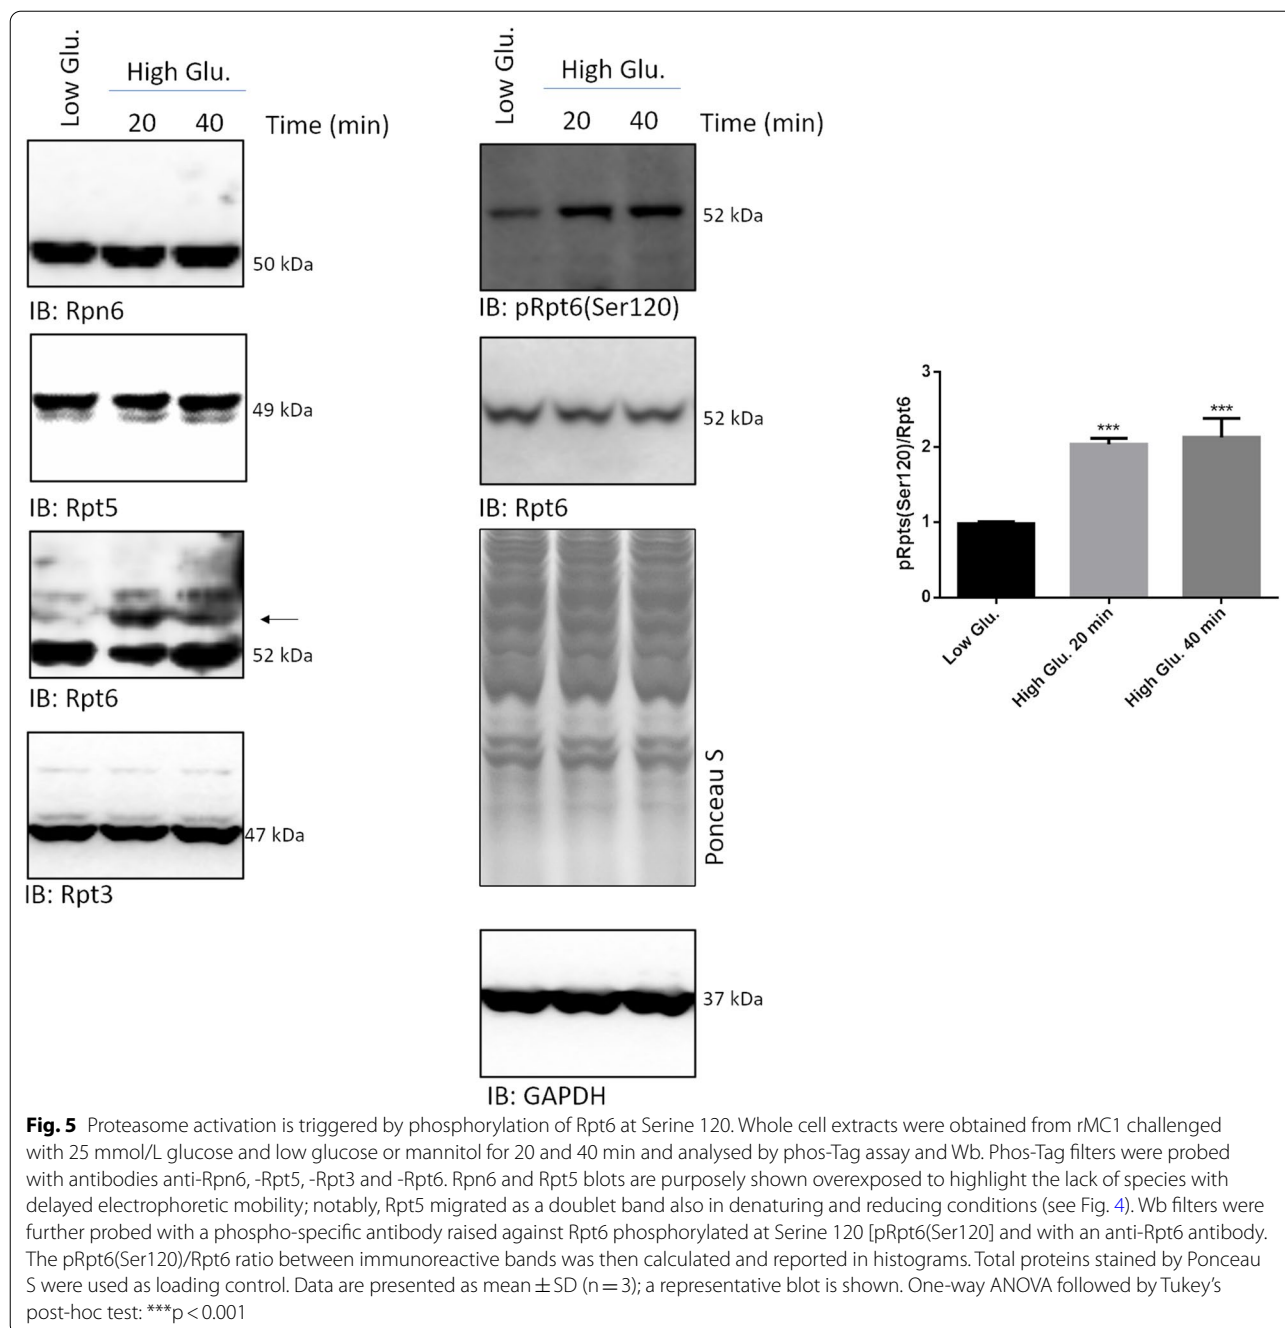 Low Glu.
High Glu.
20 40 Time (min)
50 kDa
IB: Rpn6
49 kDa
IB: Rpt5
52 kDa
IB: Rpt6
47 kDa
IB: Rpt3
Low Glu.
High Glu.
20 40 Time (min)
52 kDa
IB: pRpt6(Ser120)
52 kDa
IB: Rpt6
Ponceau S
37 kDa
IB: GAPDH
pRpts(Ser120)/Rpt6
3
2
1
0
***
***
Low Glu.
High Glu. 20 min
High Glu. 40 min
Fig. 5 Proteasome activation is triggered by phosphorylation of Rpt6 at Serine 120. Whole cell extracts were obtained from rMC1 challenged
with 25 mmol/L glucose and low glucose or mannitol for 20 and 40 min and analysed by phos-Tag assay and Wb. Phos-Tag filters were probed
with antibodies anti-Rpn6, -Rpt5, -Rpt3 and -Rpt6. Rpn6 and Rpt5 blots are purposely shown overexposed to highlight the lack of species with
delayed electrophoretic mobility; notably, Rpt5 migrated as a doublet band also in denaturing and reducing conditions (see Fig. 4). Wb filters were
further probed with a phospho-specific antibody raised against Rpt6 phosphorylated at Serine 120 [pRpt6(Ser120] and with an anti-Rpt6 antibody.
The pRpt6(Ser120)/Rpt6 ratio between immunoreactive bands was then calculated and reported in histograms. Total proteins stained by Ponceau
S were used as loading control. Data are presented as mean ± SD (n = 3); a representative blot is shown. One-way ANOVA followed by Tukey's
post-hoc test: ***p < 0.001